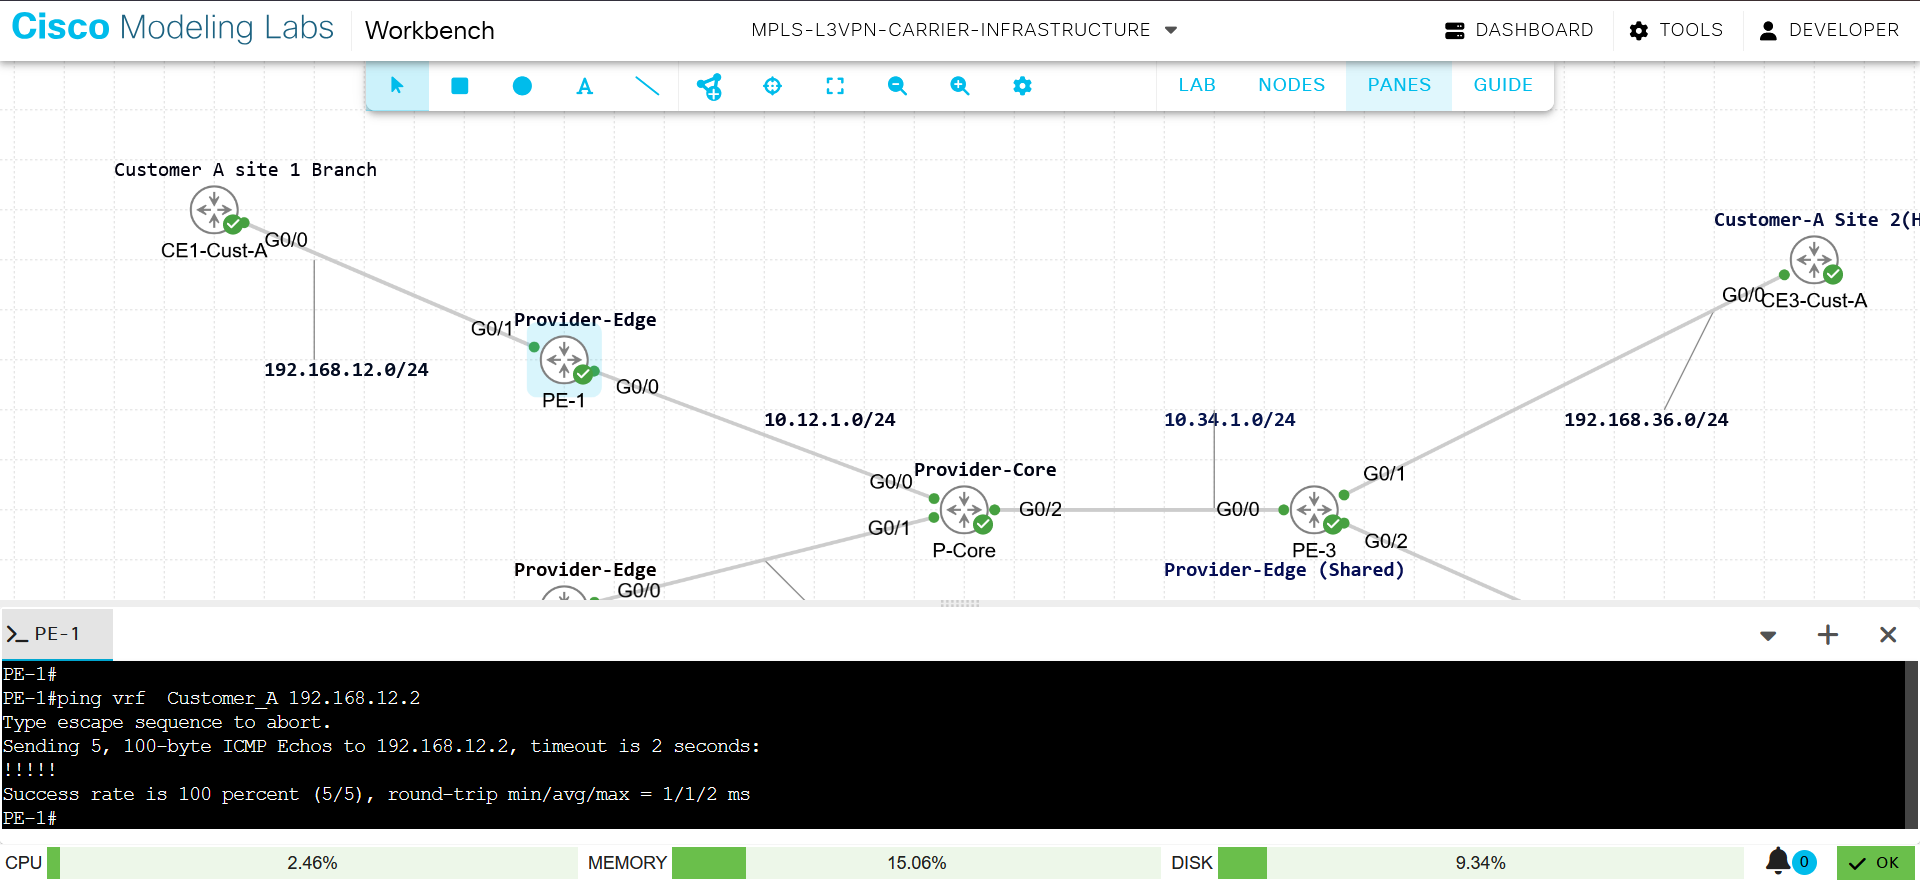 Cisco Modeling Labs
Workbench
MPLS-L3VPN-CARRIER-INFRASTRUCTURE
DASHBOARD
TOOLS
DEVELOPER
A
LAB
NODES
PANES
GUIDE
Customer A site 1 Branch
CE1-Cust-A
G0/0
192.168.12.0/24
G0/1
Provider-Edge
PE-1
G0/0
10.12.1.0/24
10.34.1.0/24
Customer-A Site 2(H
G0/0
CE3-Cust-A
192.168.36.0/24
G0/0
Provider-Core
G0/1
G0/2
P-Core
G0/0
G0/1
G0/2
PE-3
Provider-Edge (Shared)
Provider-Edge
G0/0
PE-1
PE-1#
PE-1#ping vrf  Customer_A 192.168.12.2
Type escape sequence to abort.
Sending 5, 100-byte ICMP Echos to 192.168.12.2, timeout is 2 seconds:
!!!!!
Success rate is 100 percent (5/5), round-trip min/avg/max = 1/1/2 ms
PE-1#
CPU 2.46% MEMORY 15.06% DISK 9.34% 0 OK